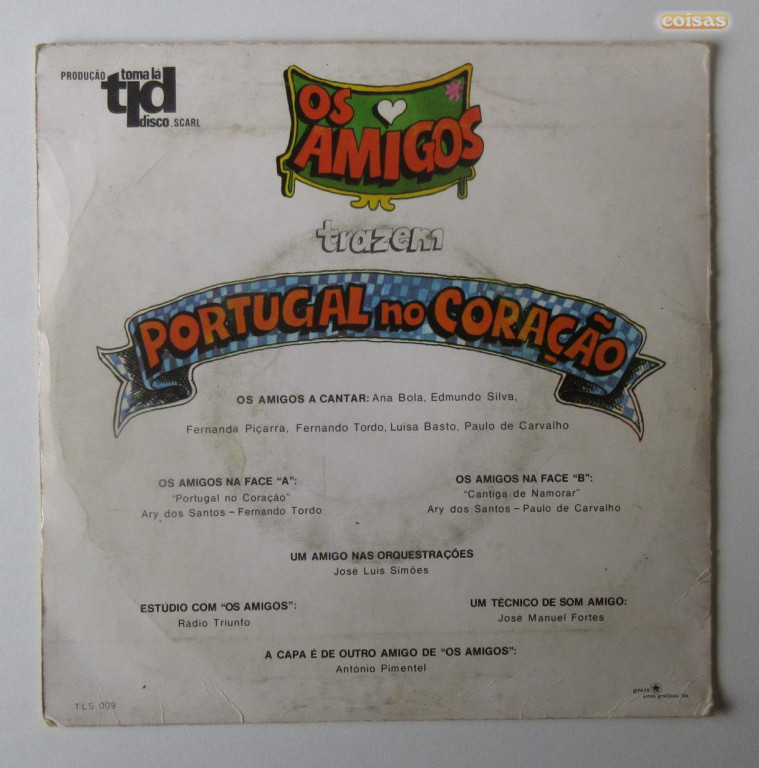 coisas
PRODUÇÃO toma lá
tld
disco, SCARL
OS
AMIGOS
trazem
PORTUGAL no CORAÇÃO
OS AMIGOS A CANTAR: Ana Bola, Edmundo Silva,
Fernanda Piçarra, Fernando Tordo, Luisa Basto, Paulo de Carvalho
OS AMIGOS NA FACE "A":
"Portugal no Coração"
Ary dos Santos – Fernando Tordo
OS AMIGOS NA FACE "B":
"Cantiga de Namorar"
Ary dos Santos – Paulo de Carvalho
UM AMIGO NAS ORQUESTRAÇÕES
Jose Luis Simões
ESTÚDIO COM "OS AMIGOS":
Rádio Triunfo
UM TÉCNICO DE SOM AMIGO:
Jose Manuel Fortes
A CAPA É DE OUTRO AMIGO DE "OS AMIGOS":
António Pimentel
TLS 009